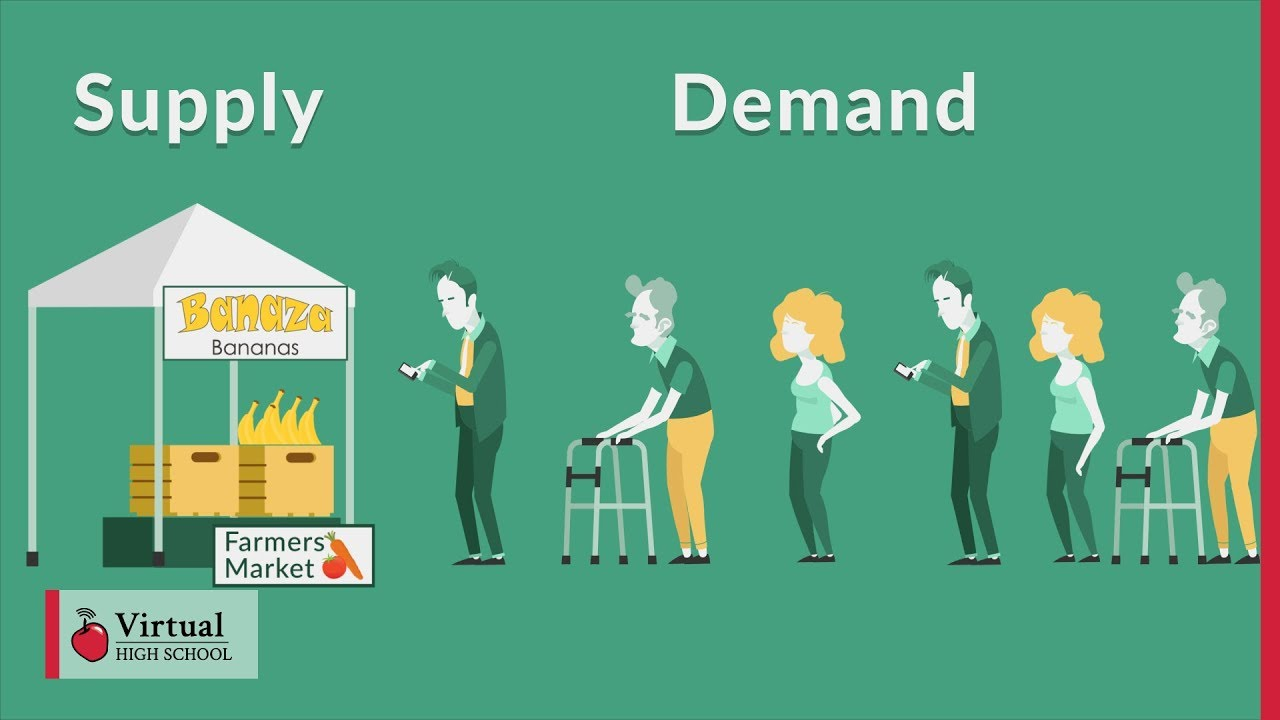 Supply
Demand
Banaza
Bananas
Farmers
Market
Virtual
HIGH SCHOOL